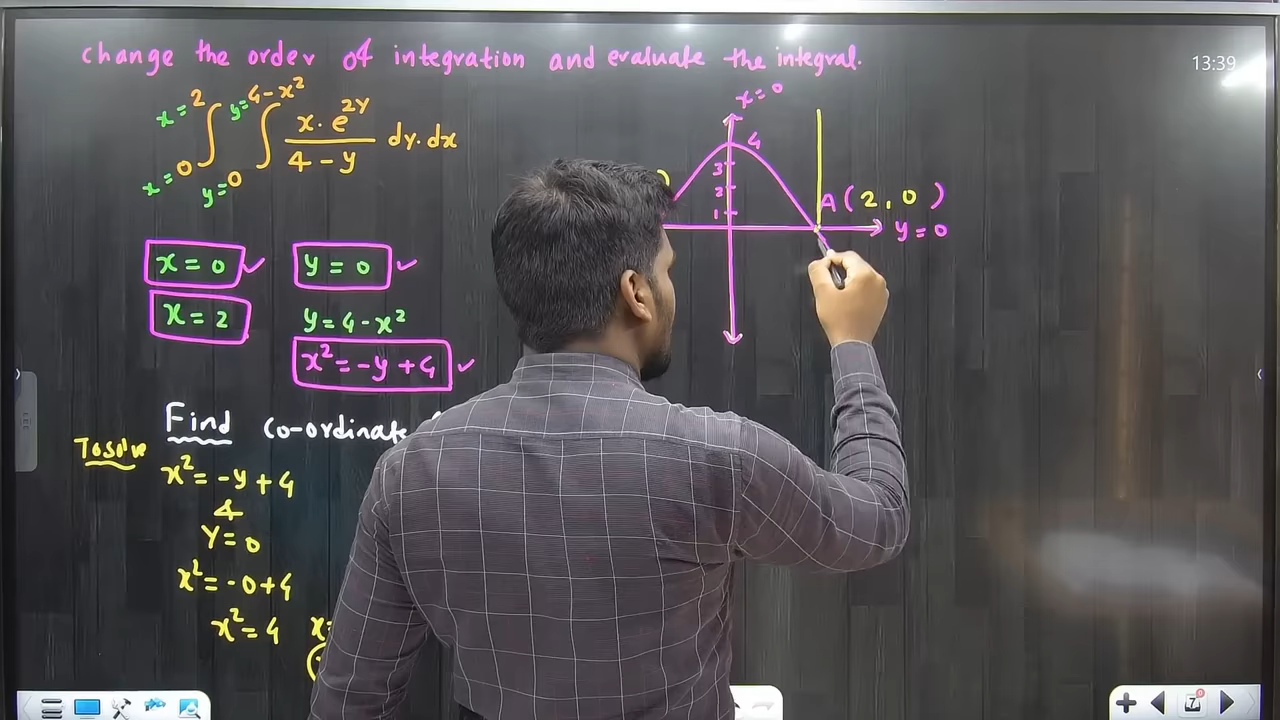 change the order of integration and evaluate the integral.
13:39
x=2 y=4-x²
∫ ∫ x·e^2y / 4-y dy·dx
x=0 y=0
x=0
4
3
2
1
A(2,0)
y=0
x=0 ✓ y=0 ✓
x=2 y=4-x²
x²=-y+4 ✓
Find co-ordinate
To solve
x²=-y+4
&
y=0
x²=-0+4
x²=4 x=